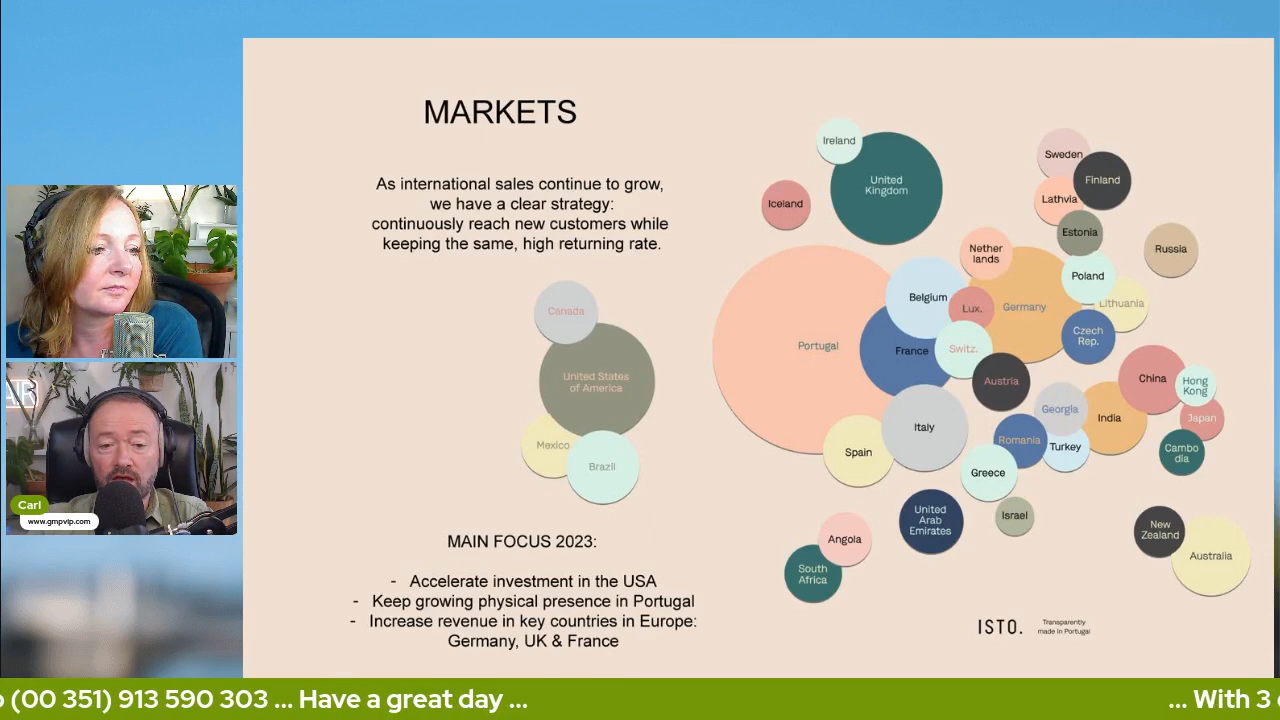 MARKETS
As international sales continue to grow,
we have a clear strategy:
continuously reach new customers while
keeping the same, high returning rate.
Canada
United States
of America
Mexico
Brazil
MAIN FOCUS 2023:
- Accelerate investment in the USA
- Keep growing physical presence in Portugal
- Increase revenue in key countries in Europe:
Germany, UK & France
Ireland
United
Kingdom
Iceland
Sweden
Finland
Lathvia
Estonia
Russia
Nether
lands
Poland
Belgium
Lux.
Germany
Lithuania
Portugal
France
Switz.
Czech
Rep.
Austria
China
Hong
Kong
Italy
Georgia
India
Japan
Spain
Romania
Turkey
Cambo
dia
Greece
United
Arab
Emirates
Israel
Angola
New
Zealand
Australia
South
Africa
ISTO.
Transparently
made in Portugal
AIR
Carl
www.gmpvip.com
(00 351) 913 590 303 ... Have a great day ...
... With 3